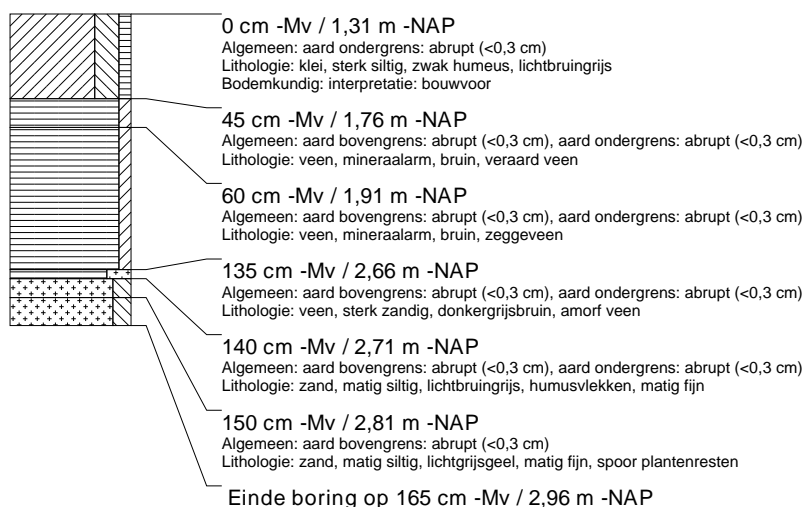 0 cm -Mv / 1,31 m -NAP
Algemeen: aard ondergrens: abrupt (<0,3 cm)
Lithologie: klei, sterk siltig, zwak humeus, lichtbruingrijs
Bodemkundig: interpretatie: bouwvoor
45 cm -Mv / 1,76 m -NAP
Algemeen: aard bovengrens: abrupt (<0,3 cm), aard ondergrens: abrupt (<0,3 cm)
Lithologie: veen, mineraalarm, bruin, veraard veen
60 cm -Mv / 1,91 m -NAP
Algemeen: aard bovengrens: abrupt (<0,3 cm), aard ondergrens: abrupt (<0,3 cm)
Lithologie: veen, mineraalarm, bruin, zeggeveen
135 cm -Mv / 2,66 m -NAP
Algemeen: aard bovengrens: abrupt (<0,3 cm), aard ondergrens: abrupt (<0,3 cm)
Lithologie: veen, sterk zandig, donkergrijsbruin, amorf veen
140 cm -Mv / 2,71 m -NAP
Algemeen: aard bovengrens: abrupt (<0,3 cm), aard ondergrens: abrupt (<0,3 cm)
Lithologie: zand, matig siltig, lichtbruingrijs, humusvlekken, matig fijn
150 cm -Mv / 2,81 m -NAP
Algemeen: aard bovengrens: abrupt (<0,3 cm)
Lithologie: zand, matig siltig, lichtgrijsgeel, matig fijn, spoor plantenresten
Einde boring op 165 cm -Mv / 2,96 m -NAP